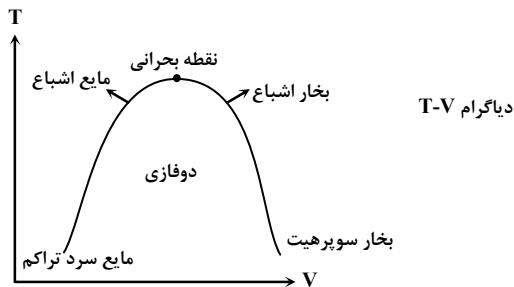 T
نقطه بحرانی
مایع اشباع
بخار اشباع
دیاگرام T-V
دوفازی
بخار سوپرهیت
مایع سرد تراکم
V